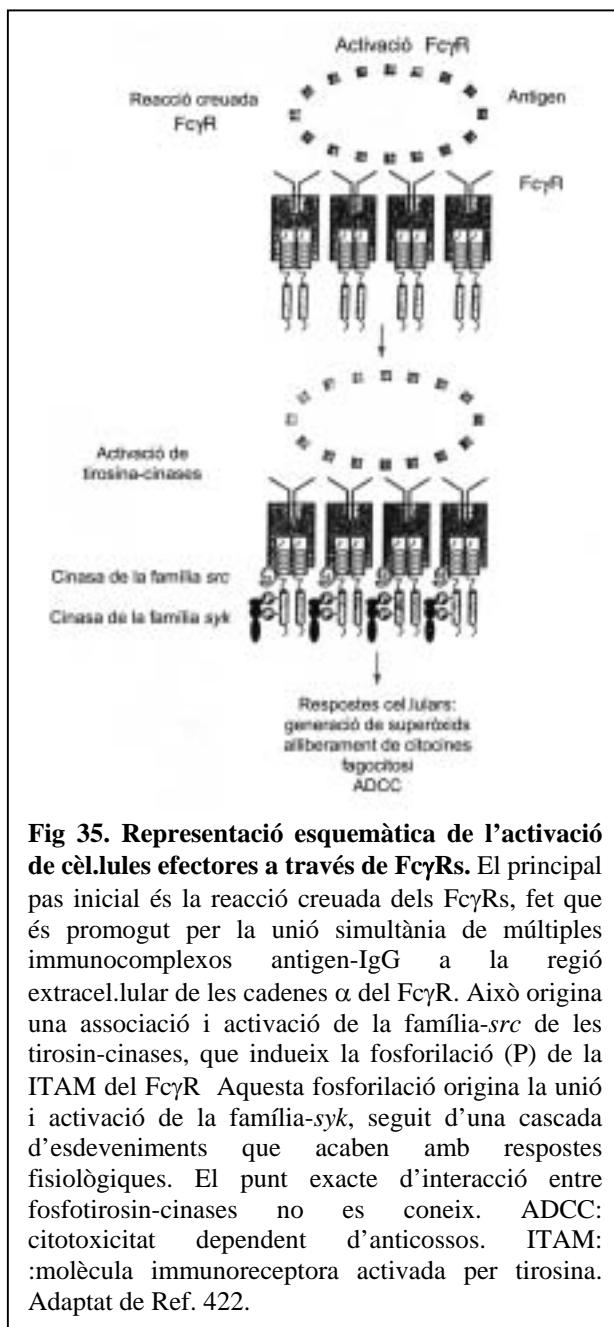 Activació FcγR
Reacció creuada
FcγR
Antigen
FcγR
Activació de
tirosina-cinases
Cinasa de la família src
Cinasa de la família syk
Respostes cel.lulars:
generació de superòxids
alliberament de citocines
fagocitosi
ADCC
Fig 35. Representació esquemàtica de l'activació
de cèl.lules efectores a través de FcγRs. El principal
pas inicial és la reacció creuada dels FcγRs, fet que
és promogut per la unió simultània de múltiples
immunocomplexos antigen-IgG a la regió
extracel.lular de les cadenes α del FcγR. Això origina
una associació i activació de la família-src de les
tirosin-cinases, que indueix la fosforilació (P) de la
ITAM del FcγR Aquesta fosforilació origina la unió
i activació de la família-syk, seguit d'una cascada
d'esdeveniments que acaben amb respostes
fisiològiques. El punt exacte d'interacció entre
fosfotirosin-cinases no es coneix. ADCC:
citotoxicitat dependent d'anticossos. ITAM:
:molècula immunoreceptora activada per tirosina.
Adaptat de Ref. 422.